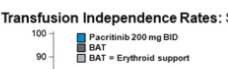 Transfusion Independence Rates:
100
Pacritinib 200 mg BID
BAT
90
BAT = Erythroid support